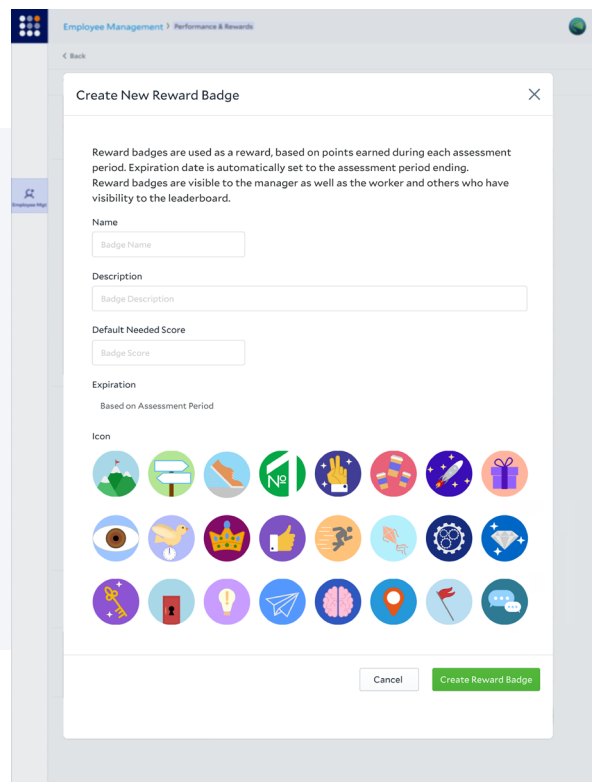 Employee Management > Performance & Rewards
< Back
Create New Reward Badge
Reward badges are used as a reward, based on points earned during each assessment
period. Expiration date is automatically set to the assessment period ending.
Reward badges are visible to the manager as well as the worker and others who have
visibility to the leaderboard.
Employee Mgt
Name
Badge Name
Description
Badge Description
Default Needed Score
Badge Score
Expiration
Based on Assessment Period
Icon
Nº
Cancel
Create Reward Badge